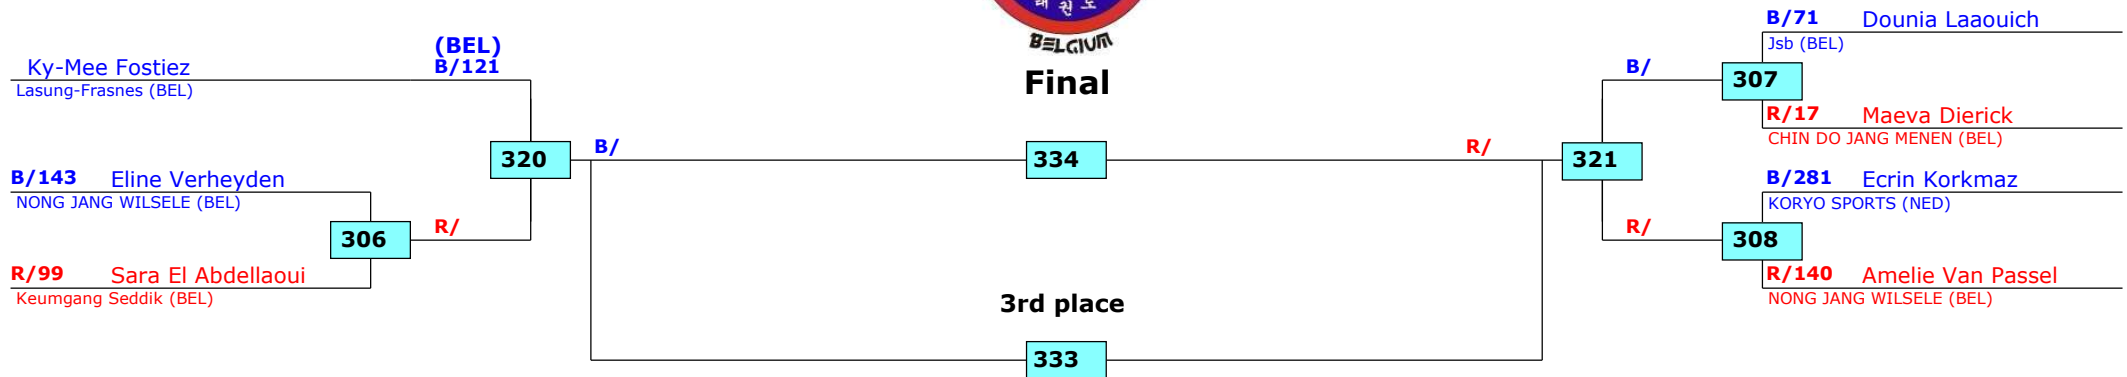 태권도
BELGIUM
Final
(BEL)
B/121
Ky-Mee Fostiez
Lasung-Frasnes (BEL)
320
B/
B/143 Eline Verheyden
NONG JANG WILSELE (BEL)
306
R/
R/99 Sara El Abdellaoui
Keumgang Seddik (BEL)
334
3rd place
333
R/
321
B/
R/
B/71 Dounia Laaouich
Jsb (BEL)
307
R/17 Maeva Dierick
CHIN DO JANG MENEN (BEL)
B/281 Ecrin Korkmaz
KORYO SPORTS (NED)
308
R/140 Amelie Van Passel
NONG JANG WILSELE (BEL)